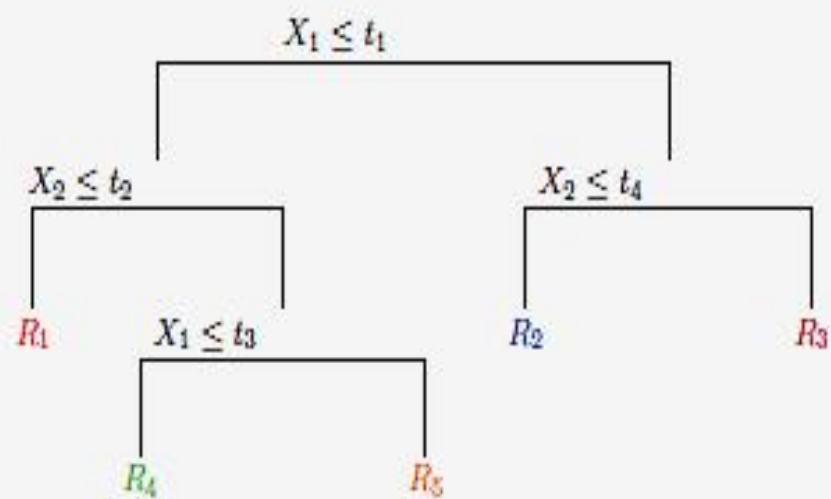 X₁ ≤ t₁
X₂ ≤ t₂
X₂ ≤ t₄
R₁
X₁ ≤ t₃
R₂
R₃
R₄
R₅